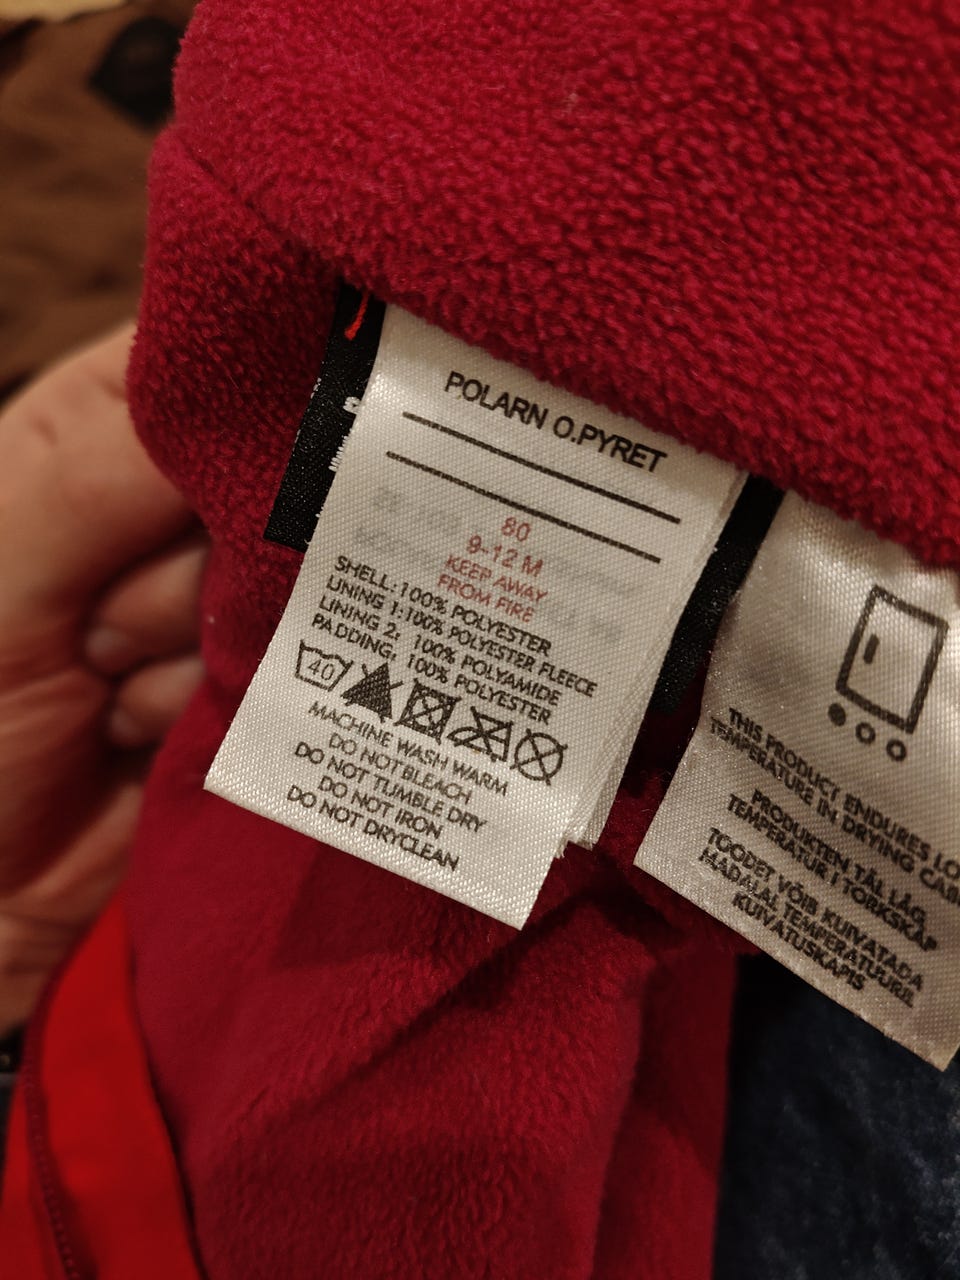 POLARN O.PYRET
80
9-12 M
KEEP AWAY
FROM FIRE
SHELL: 100% POLYESTER
LINING 1:100% POLYESTER FLEECE
LINING 2: 100% POLYAMIDE
PADDING: 100% POLYESTER
40
MACHINE WASH WARM
DO NOT BLEACH
DO NOT TUMBLE DRY
DO NOT IRON
DO NOT DRYCLEAN
THIS PRODUCT ENDURES LO
TEMPERATURE IN DRYING CAB
PRODUKTEN TÅL LÅG
TEMPERATUR I TORKSKÅP
TOODET VÕIB KUIVATADA
MADALAL TEMPERATUURIL
KUIVATUSKAPIS